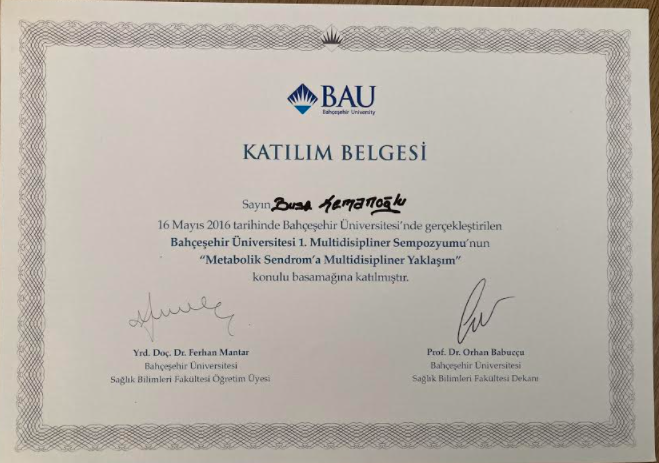 BAU
Bahçeşehir University
KATILIM BELGESİ
Sayın Busa Kemanoğlu
16 Mayıs 2016 tarihinde Bahçeşehir Üniversitesi'nde gerçekleştirilen
Bahçeşehir Üniversitesi 1. Multidisipliner Sempozyumu'nun
"Metabolik Sendrom'a Multidisipliner Yaklaşım"
konulu basamağına katılmıştır.
Yrd. Doç. Dr. Ferhan Mantar
Bahçeşehir Üniversitesi
Sağlık Bilimleri Fakültesi Öğretim Üyesi
Prof. Dr. Orhan Babuccu
Bahçeşehir Üniversitesi
Sağlık Bilimleri Fakültesi Dekanı